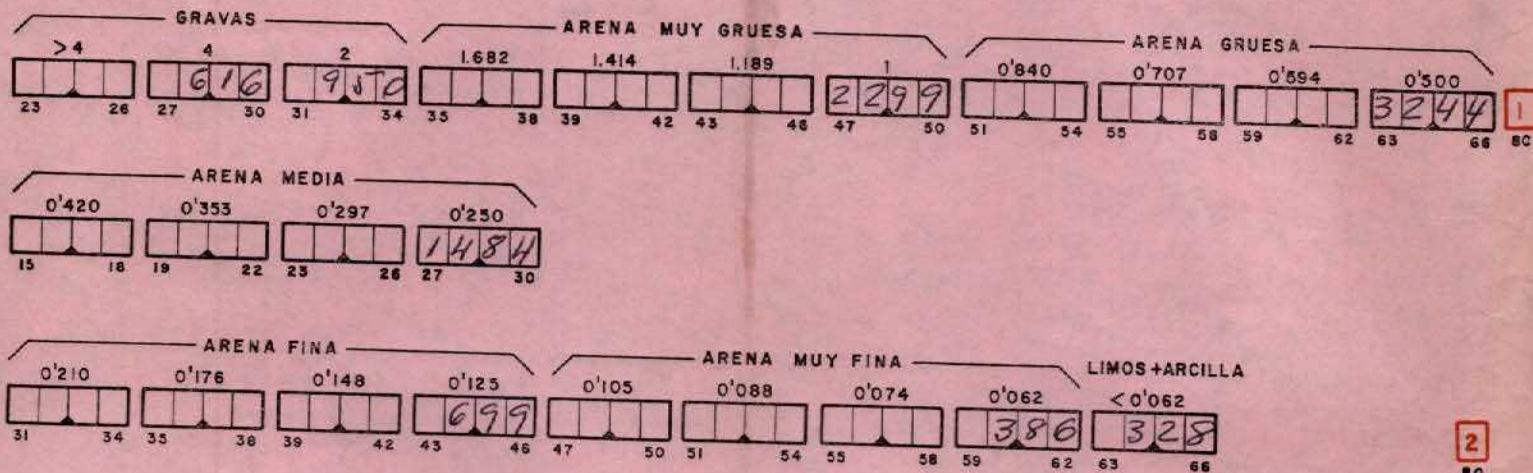 GRAVAS ARENA MUY GRUESA ARENA GRUESA
>4 4 2 1.682 1.414 1.189 1 0'840 0'707 0'594 0'500
616 950 2299 3244 1
23 26 27 30 31 34 35 38 39 42 43 46 47 50 51 54 55 58 59 62 63 66 80
ARENA MEDIA
0'420 0'353 0'297 0'250
1484
15 18 19 22 23 26 27 30
ARENA FINA ARENA MUY FINA LIMOS+ARCILLA
0'210 0'176 0'148 0'125 0'105 0'088 0'074 0'062 <0'062
699 386 328 2
31 34 35 38 39 42 43 46 47 50 51 54 55 58 59 62 63 66 80